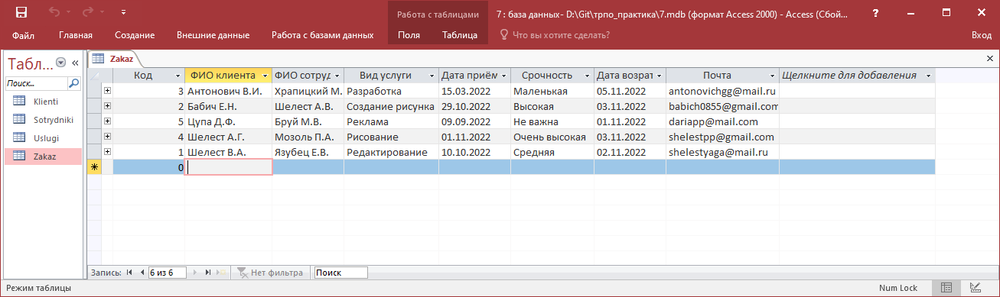 Работа с таблицами
7 : база данных- D:\Git\трпо_практика\7.mdb (формат Access 2000) - Access (Сбой...
Файл Главная Создание Внешние данные Работа с базами данных Поля Таблица Что вы хотите сделать? Вход
Табл...
Поиск...
Klienti
Sotrydniki
Uslugi
Zakaz
Zakaz
Код ФИО клиента ФИО сотруд Вид услуги Дата приём Срочность Дата возрат Почта Щелкните для добавления
3 Антонович В.И. Храпицкий М. Разработка 15.03.2022 Маленькая 05.11.2022 antonovichgg@mail.ru
2 Бабич Е.Н. Шелест А.В. Создание рисунка 29.10.2022 Высокая 03.11.2022 babich0855@gmail.com
5 Цупа Д.Ф. Бруй М.В. Реклама 09.09.2022 Не важна 01.11.2022 dariapp@mail.com
4 Шелест А.Г. Мозоль П.А. Рисование 01.11.2022 Очень высокая 03.11.2022 shelestpp@gmail.com
1 Шелест В.А. Язубец Е.В. Редактирование 10.10.2022 Средняя 02.11.2022 shelestyaga@mail.ru
0
Запись: 6 из 6 Нет фильтра Поиск
Режим таблицы Num Lock